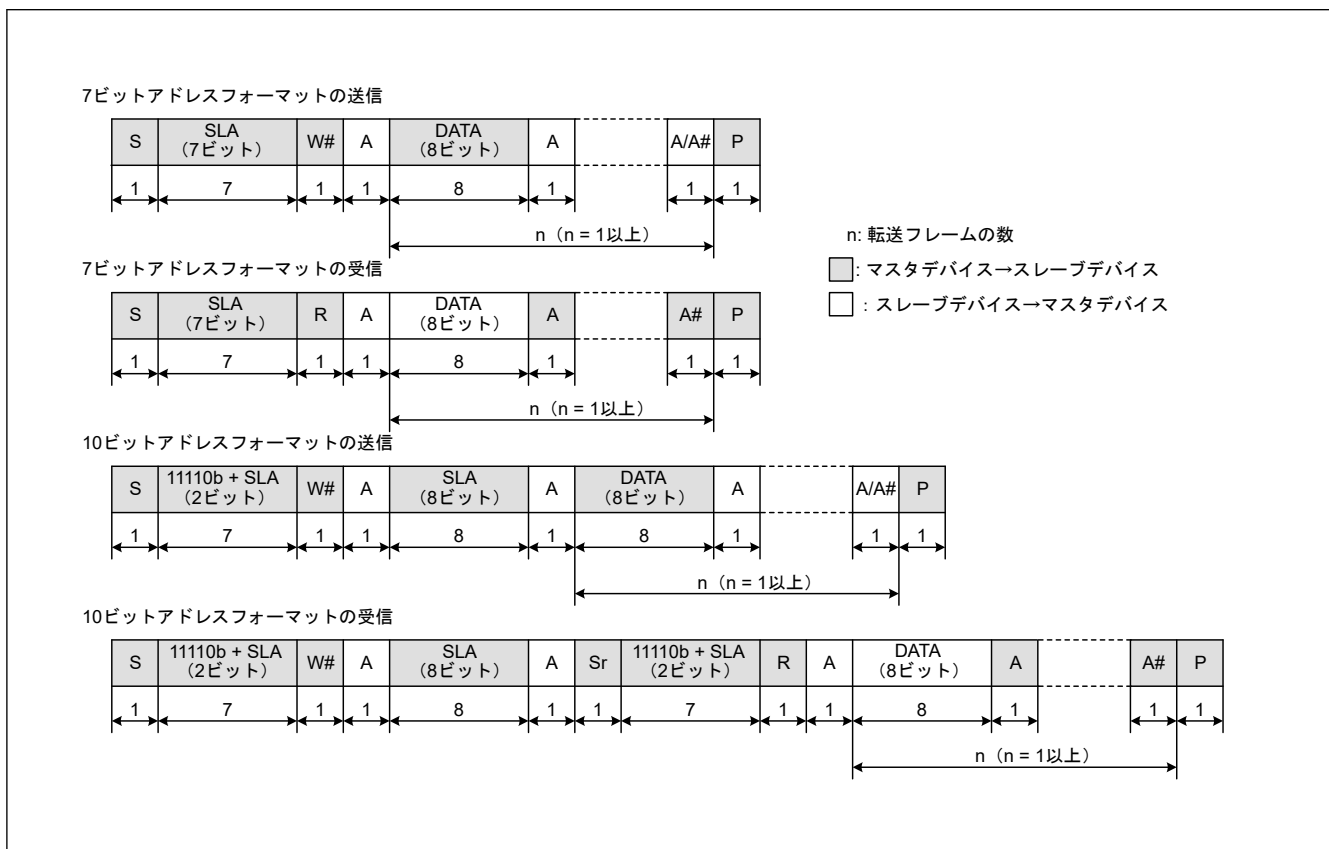 7ビットアドレスフォーマットの送信
S SLA (7ビット) W# A DATA (8ビット) A A/A# P
1 7 1 1 8 1 1 1
n（n = 1以上）
n: 転送フレームの数
: マスタデバイス→スレーブデバイス
: スレーブデバイス→マスタデバイス
7ビットアドレスフォーマットの受信
S SLA (7ビット) R A DATA (8ビット) A A# P
1 7 1 1 8 1 1 1
n（n = 1以上）
10ビットアドレスフォーマットの送信
S 11110b + SLA (2ビット) W# A SLA (8ビット) A DATA (8ビット) A A/A# P
1 7 1 1 8 1 8 1 1 1
n（n = 1以上）
10ビットアドレスフォーマットの受信
S 11110b + SLA (2ビット) W# A SLA (8ビット) A Sr 11110b + SLA (2ビット) R A DATA (8ビット) A A# P
1 7 1 1 8 1 1 7 1 1 8 1 1 1
n（n = 1以上）